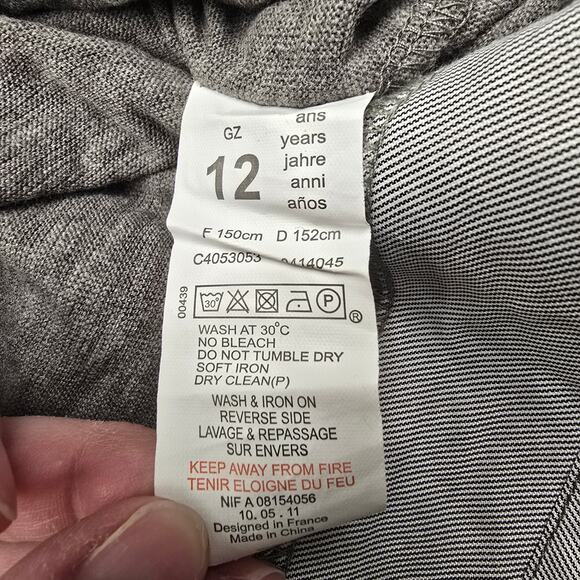 ans
GZ years
12 jahre
anni
años
F 150cm D 152cm
C4053053 0414045
00439
30°
P
®
WASH AT 30°C
NO BLEACH
DO NOT TUMBLE DRY
SOFT IRON
DRY CLEAN(P)
WASH & IRON ON
REVERSE SIDE
LAVAGE & REPASSAGE
SUR ENVERS
KEEP AWAY FROM FIRE
TENIR ELOIGNE DU FEU
NIF A 08154056
10. 05 . 11
Designed in France
Made in China